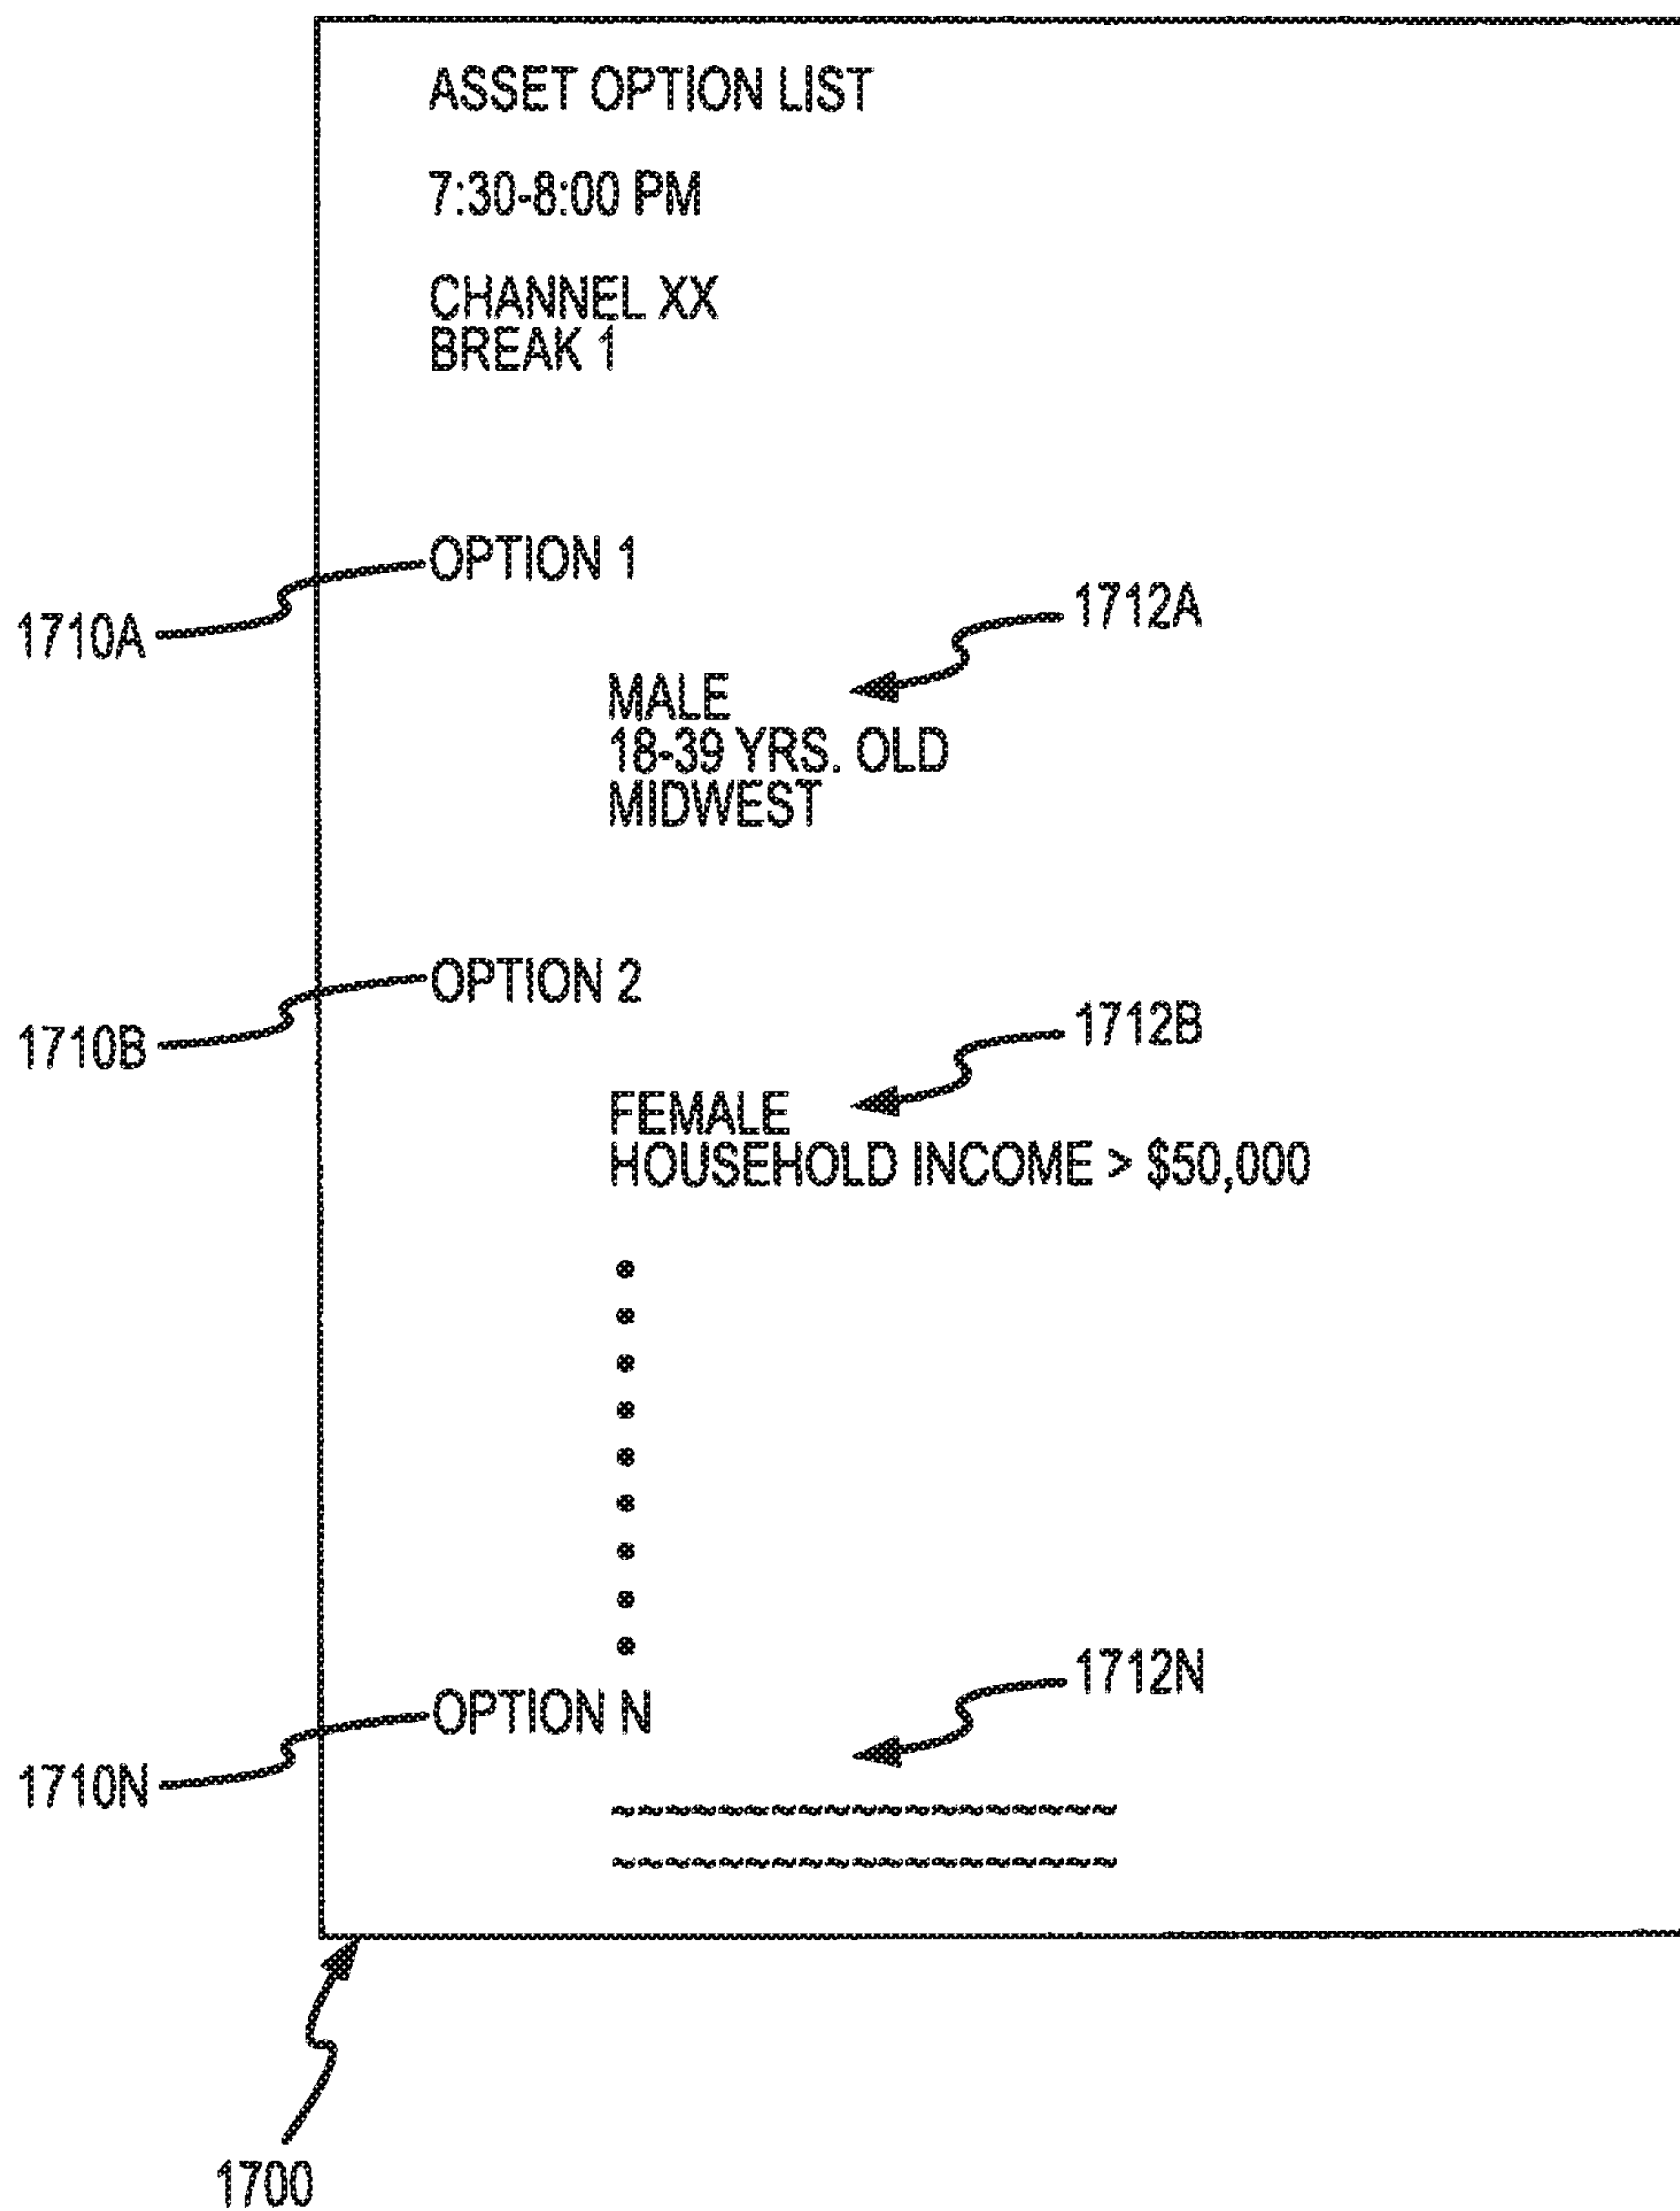 ASSET OPTION LIST
7:30-8:00 PM
CHANNEL XX
BREAK 1
OPTION 1
1710A
1712A
MALE
18-39 YRS. OLD
MIDWEST
OPTION 2
1710B
1712B
FEMALE
HOUSEHOLD INCOME > $50,000
1712N
OPTION N
1710N
1700